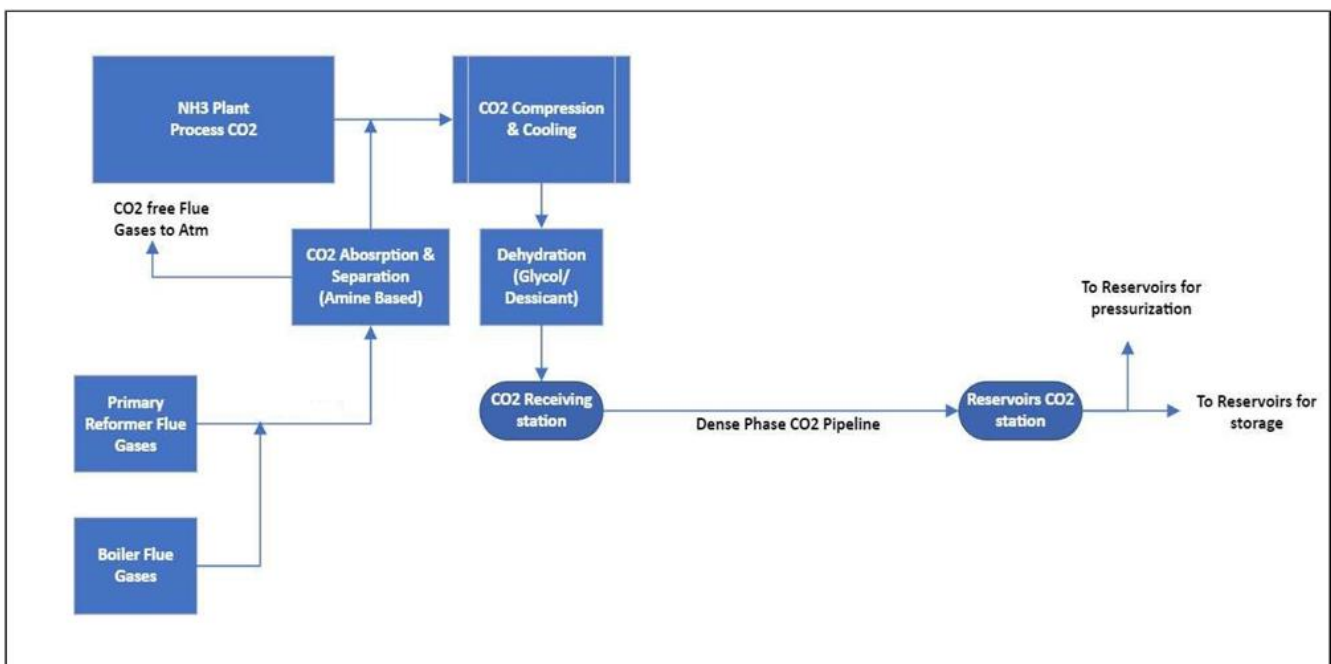 NH3 Plant
Process CO2
CO2 Compression
& Cooling
CO2 free Flue
Gases to Atm
CO2 Abosrption &
Separation
(Amine Based)
Dehydration
(Glycol/
Dessicant)
To Reservoirs for
pressurization
Primary
Reformer Flue
Gases
CO2 Receiving
station
Dense Phase CO2 Pipeline
Reservoirs CO2
station
To Reservoirs for
storage
Boiler Flue
Gases